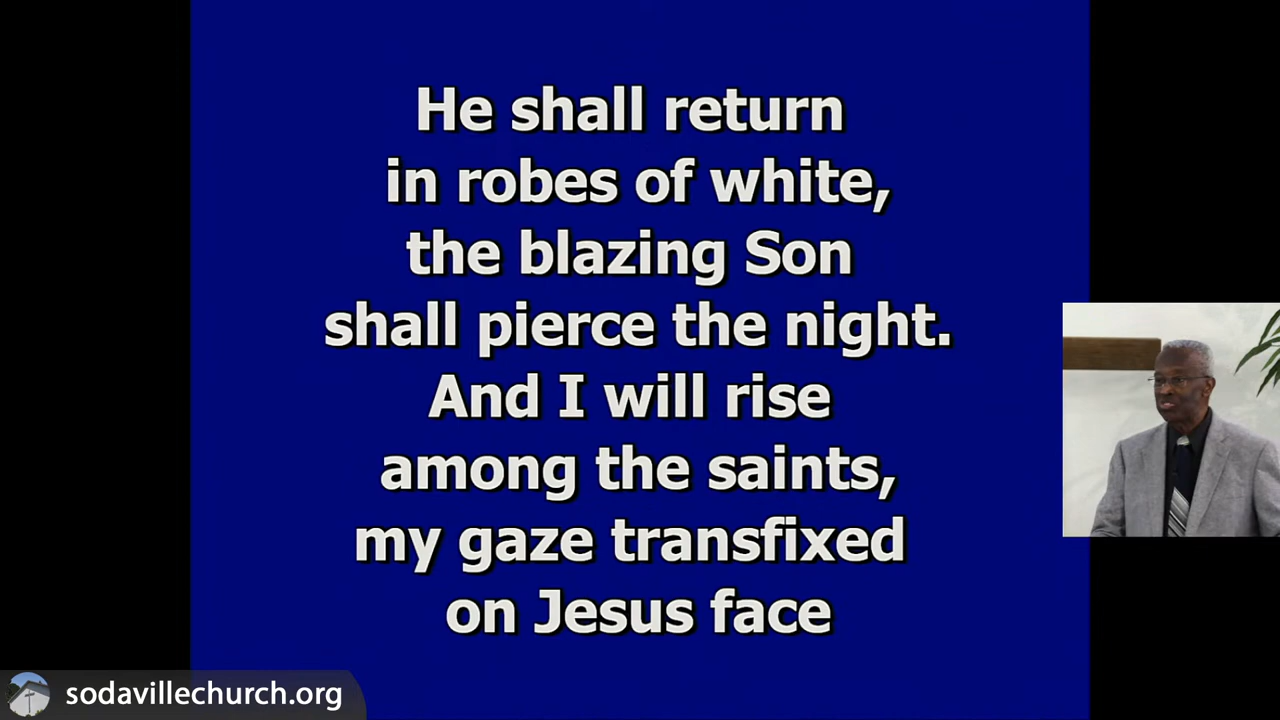 He shall return
in robes of white,
the blazing Son
shall pierce the night.
And I will rise
among the saints,
my gaze transfixed
on Jesus face
sodavillechurch.org